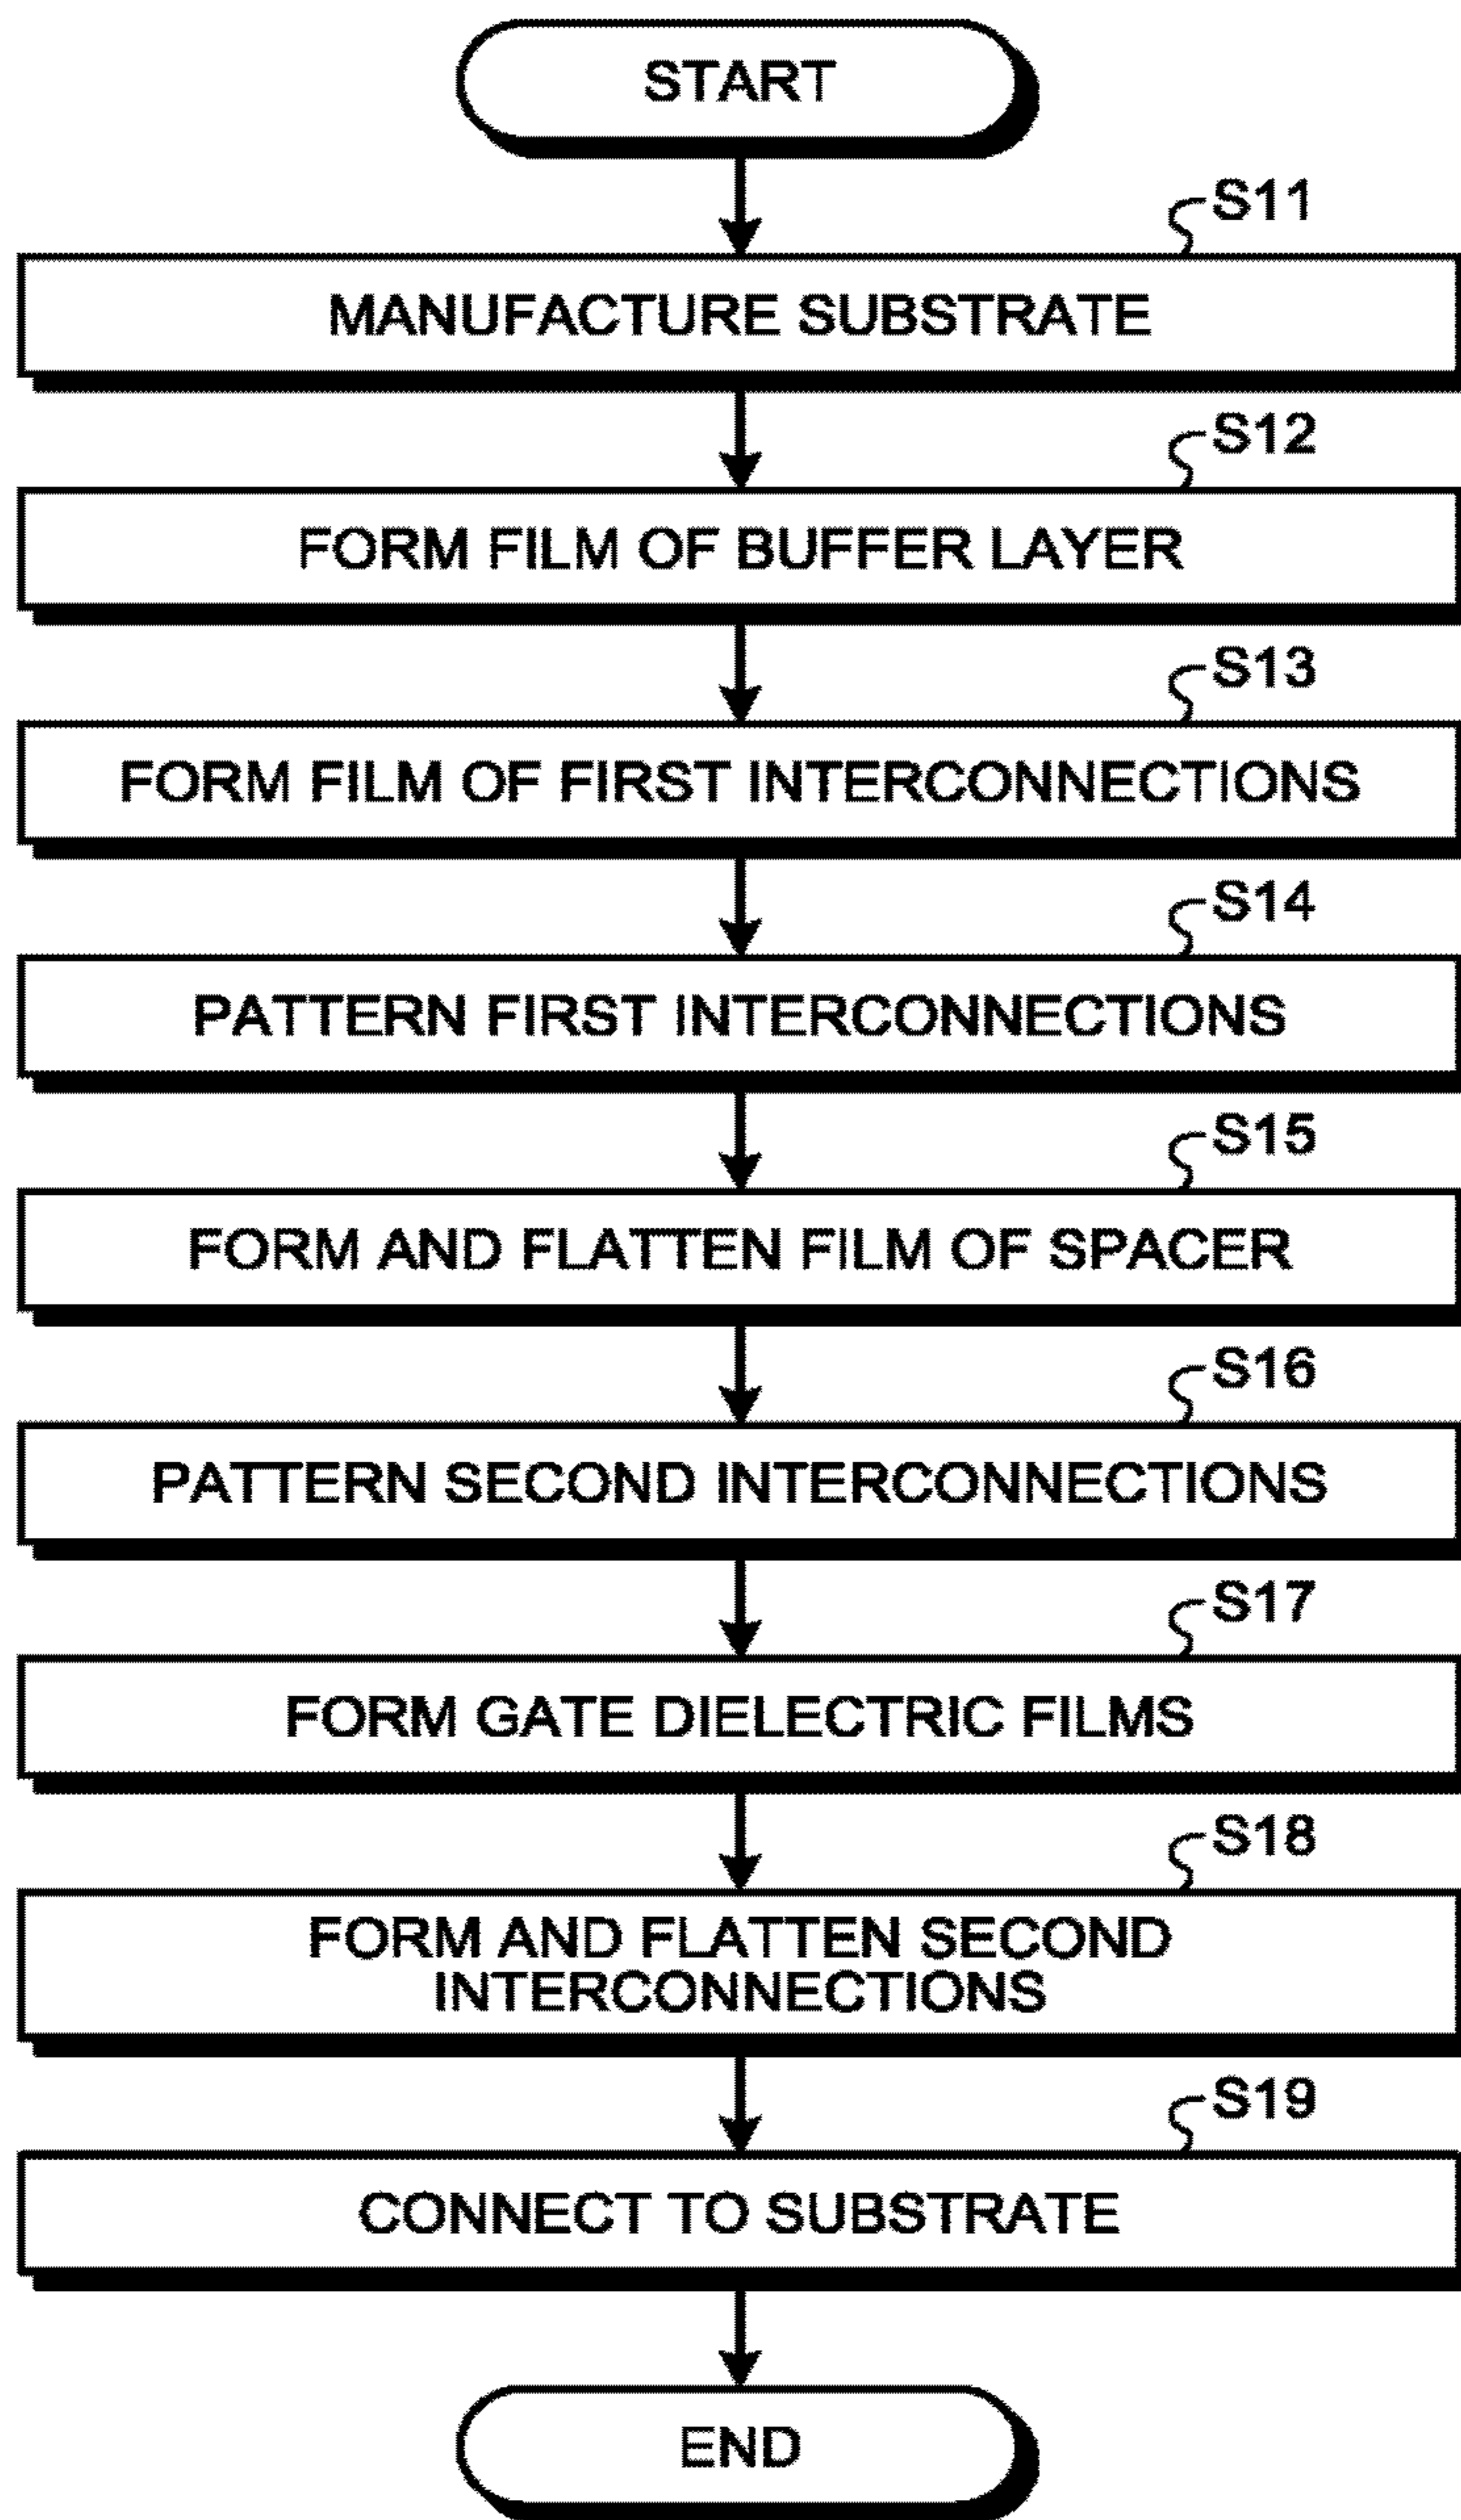 START
S11
MANUFACTURE SUBSTRATE
S12
FORM FILM OF BUFFER LAYER
S13
FORM FILM OF FIRST INTERCONNECTIONS
S14
PATTERN FIRST INTERCONNECTIONS
S15
FORM AND FLATTEN FILM OF SPACER
S16
PATTERN SECOND INTERCONNECTIONS
S17
FORM GATE DIELECTRIC FILMS
S18
FORM AND FLATTEN SECOND
INTERCONNECTIONS
S19
CONNECT TO SUBSTRATE
END